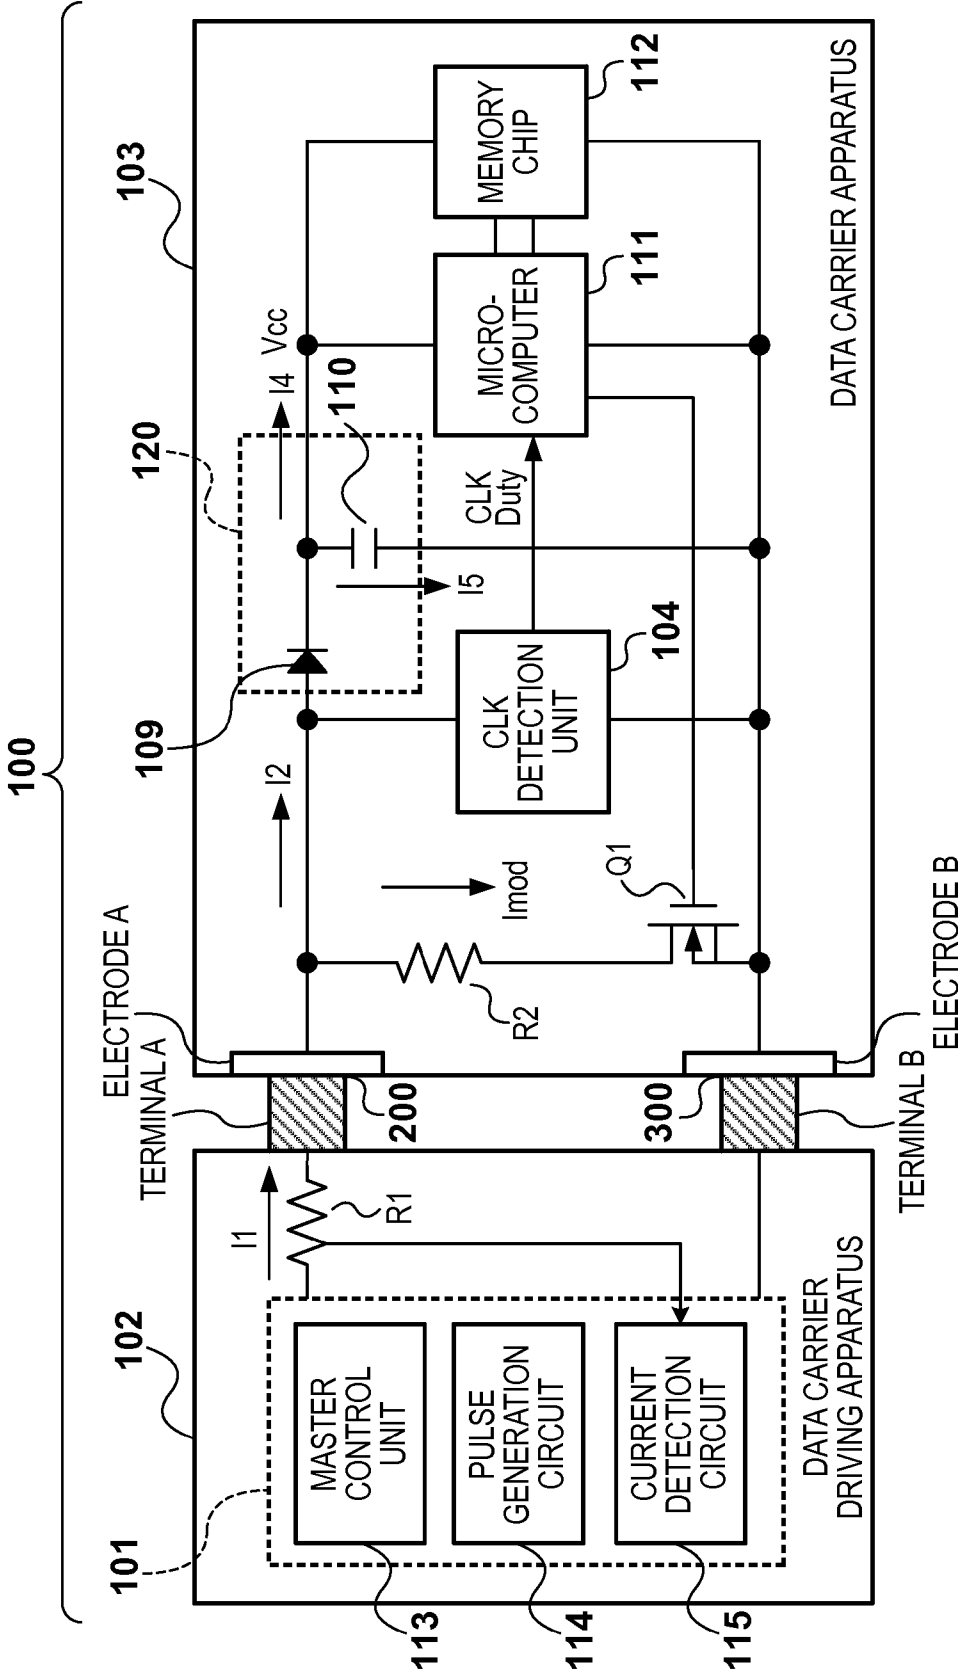 100
102
101
MASTER
CONTROL
UNIT
113
PULSE
GENERATION
CIRCUIT
114
CURRENT
DETECTION
CIRCUIT
115
DATA CARRIER
DRIVING APPARATUS
I1
R1
TERMINAL A
ELECTRODE A
200
300
TERMINAL B
ELECTRODE B
103
I2
Imod
R2
Q1
109
120
I4
Vcc
110
I5
CLK
DETECTION
UNIT
104
CLK
Duty
MICRO-
COMPUTER
111
MEMORY
CHIP
112
DATA CARRIER APPARATUS